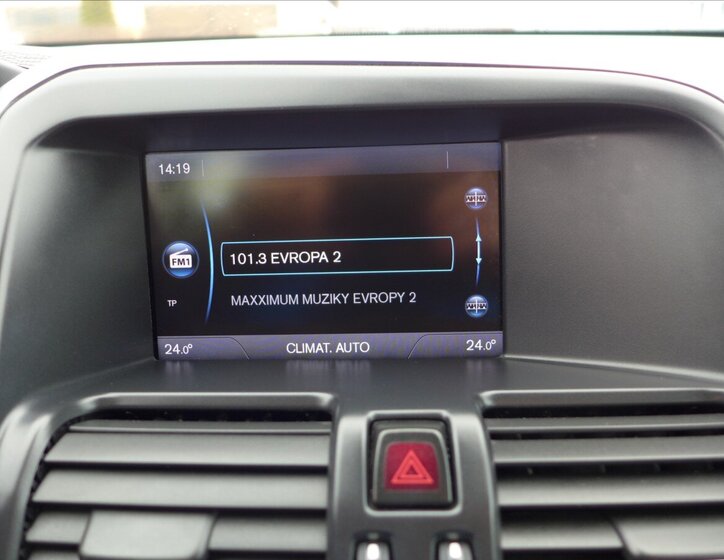 14:19
FM1
101.3 EVROPA 2
TP
MAXXIMUM MUZIKY EVROPY 2
24.0° CLIMAT. AUTO 24.0°